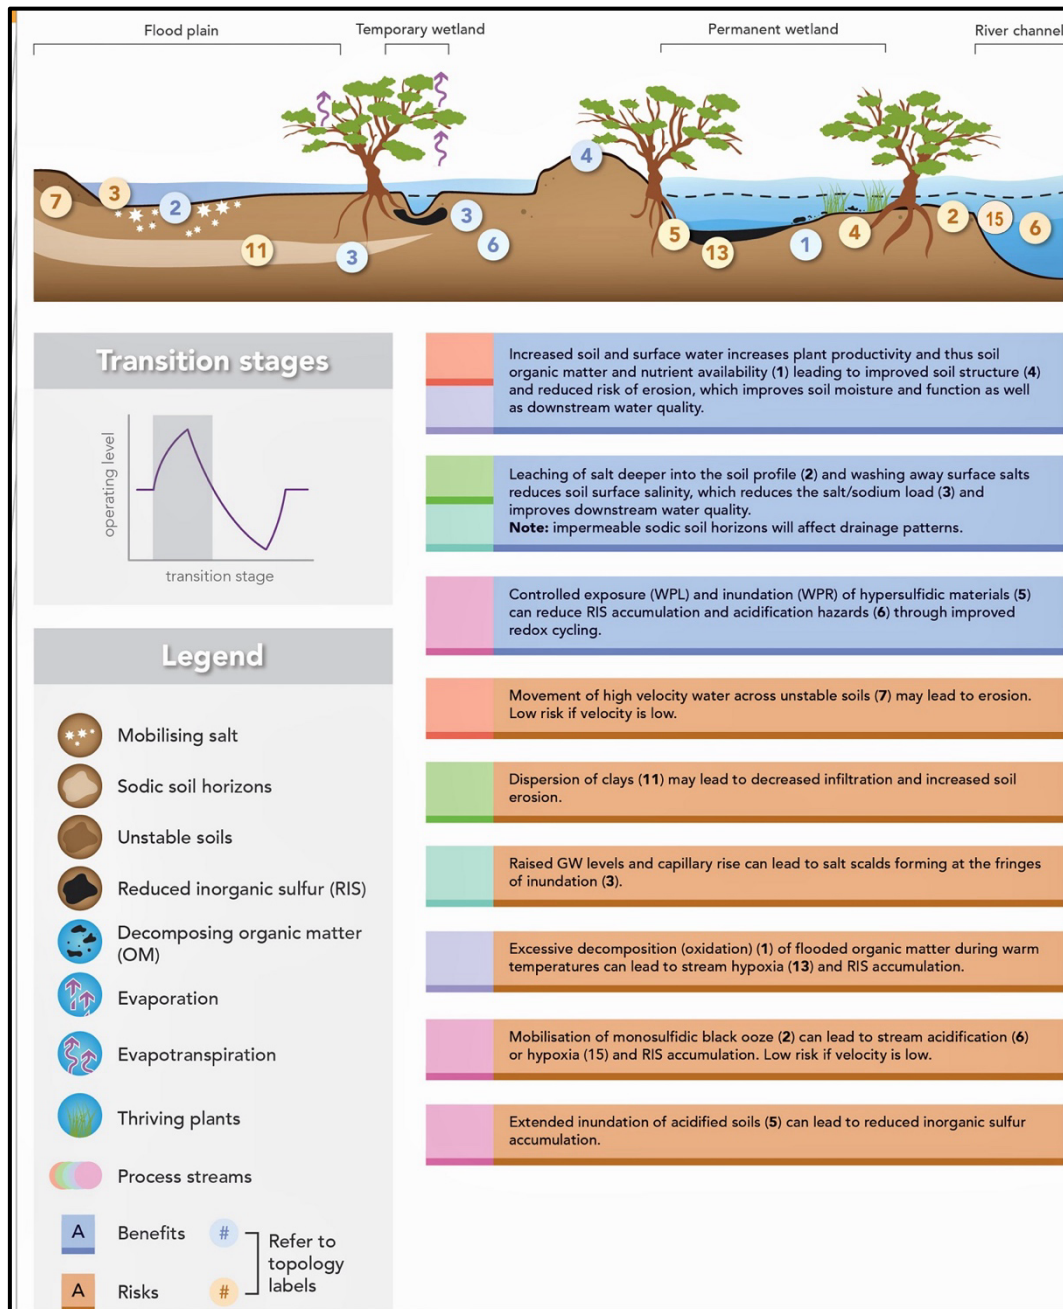 Flood plain
Temporary wetland
Permanent wetland
River channel
4
7
3
2
3
6
11
3
5
13
1
4
2
15
6
Transition stages
operating level
transition stage
Legend
Mobilising salt
Sodic soil horizons
Unstable soils
Reduced inorganic sulfur (RIS)
Decomposing organic matter
(OM)
Evaporation
Evapotranspiration
Thriving plants
Process streams
A Benefits #
A Risks #
Refer to
topology
labels
Increased soil and surface water increases plant productivity and thus soil
organic matter and nutrient availability (1) leading to improved soil structure (4)
and reduced risk of erosion, which improves soil moisture and function as well
as downstream water quality.
Leaching of salt deeper into the soil profile (2) and washing away surface salts
reduces soil surface salinity, which reduces the salt/sodium load (3) and
improves downstream water quality.
Note: impermeable sodic soil horizons will affect drainage patterns.
Controlled exposure (WPL) and inundation (WPR) of hypersulfidic materials (5)
can reduce RIS accumulation and acidification hazards (6) through improved
redox cycling.
Movement of high velocity water across unstable soils (7) may lead to erosion.
Low risk if velocity is low.
Dispersion of clays (11) may lead to decreased infiltration and increased soil
erosion.
Raised GW levels and capillary rise can lead to salt scalds forming at the fringes
of inundation (3).
Excessive decomposition (oxidation) (1) of flooded organic matter during warm
temperatures can lead to stream hypoxia (13) and RIS accumulation.
Mobilisation of monosulfidic black ooze (2) can lead to stream acidification (6)
or hypoxia (15) and RIS accumulation. Low risk if velocity is low.
Extended inundation of acidified soils (5) can lead to reduced inorganic sulfur
accumulation.